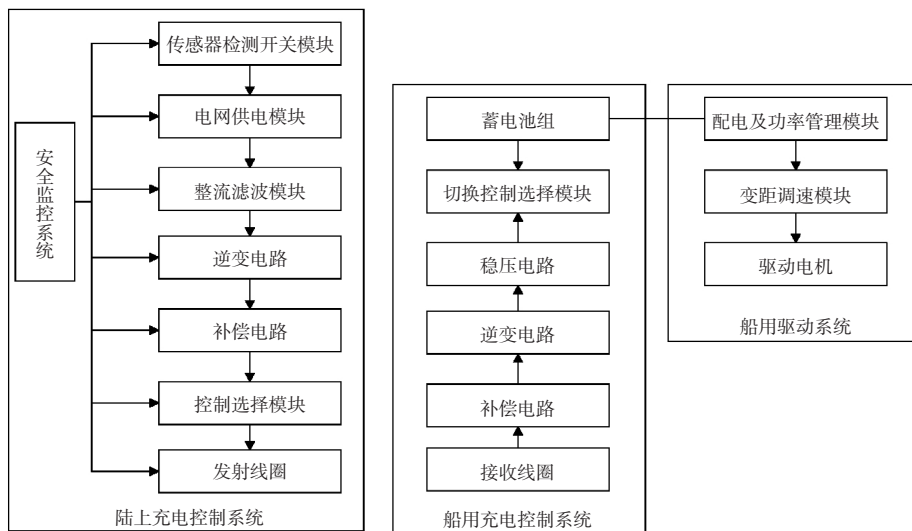 安全监控系统
传感器检测开关模块
电网供电模块
整流滤波模块
逆变电路
补偿电路
控制选择模块
发射线圈
陆上充电控制系统
蓄电池组
切换控制选择模块
稳压电路
逆变电路
补偿电路
接收线圈
船用充电控制系统
配电及功率管理模块
变距调速模块
驱动电机
船用驱动系统